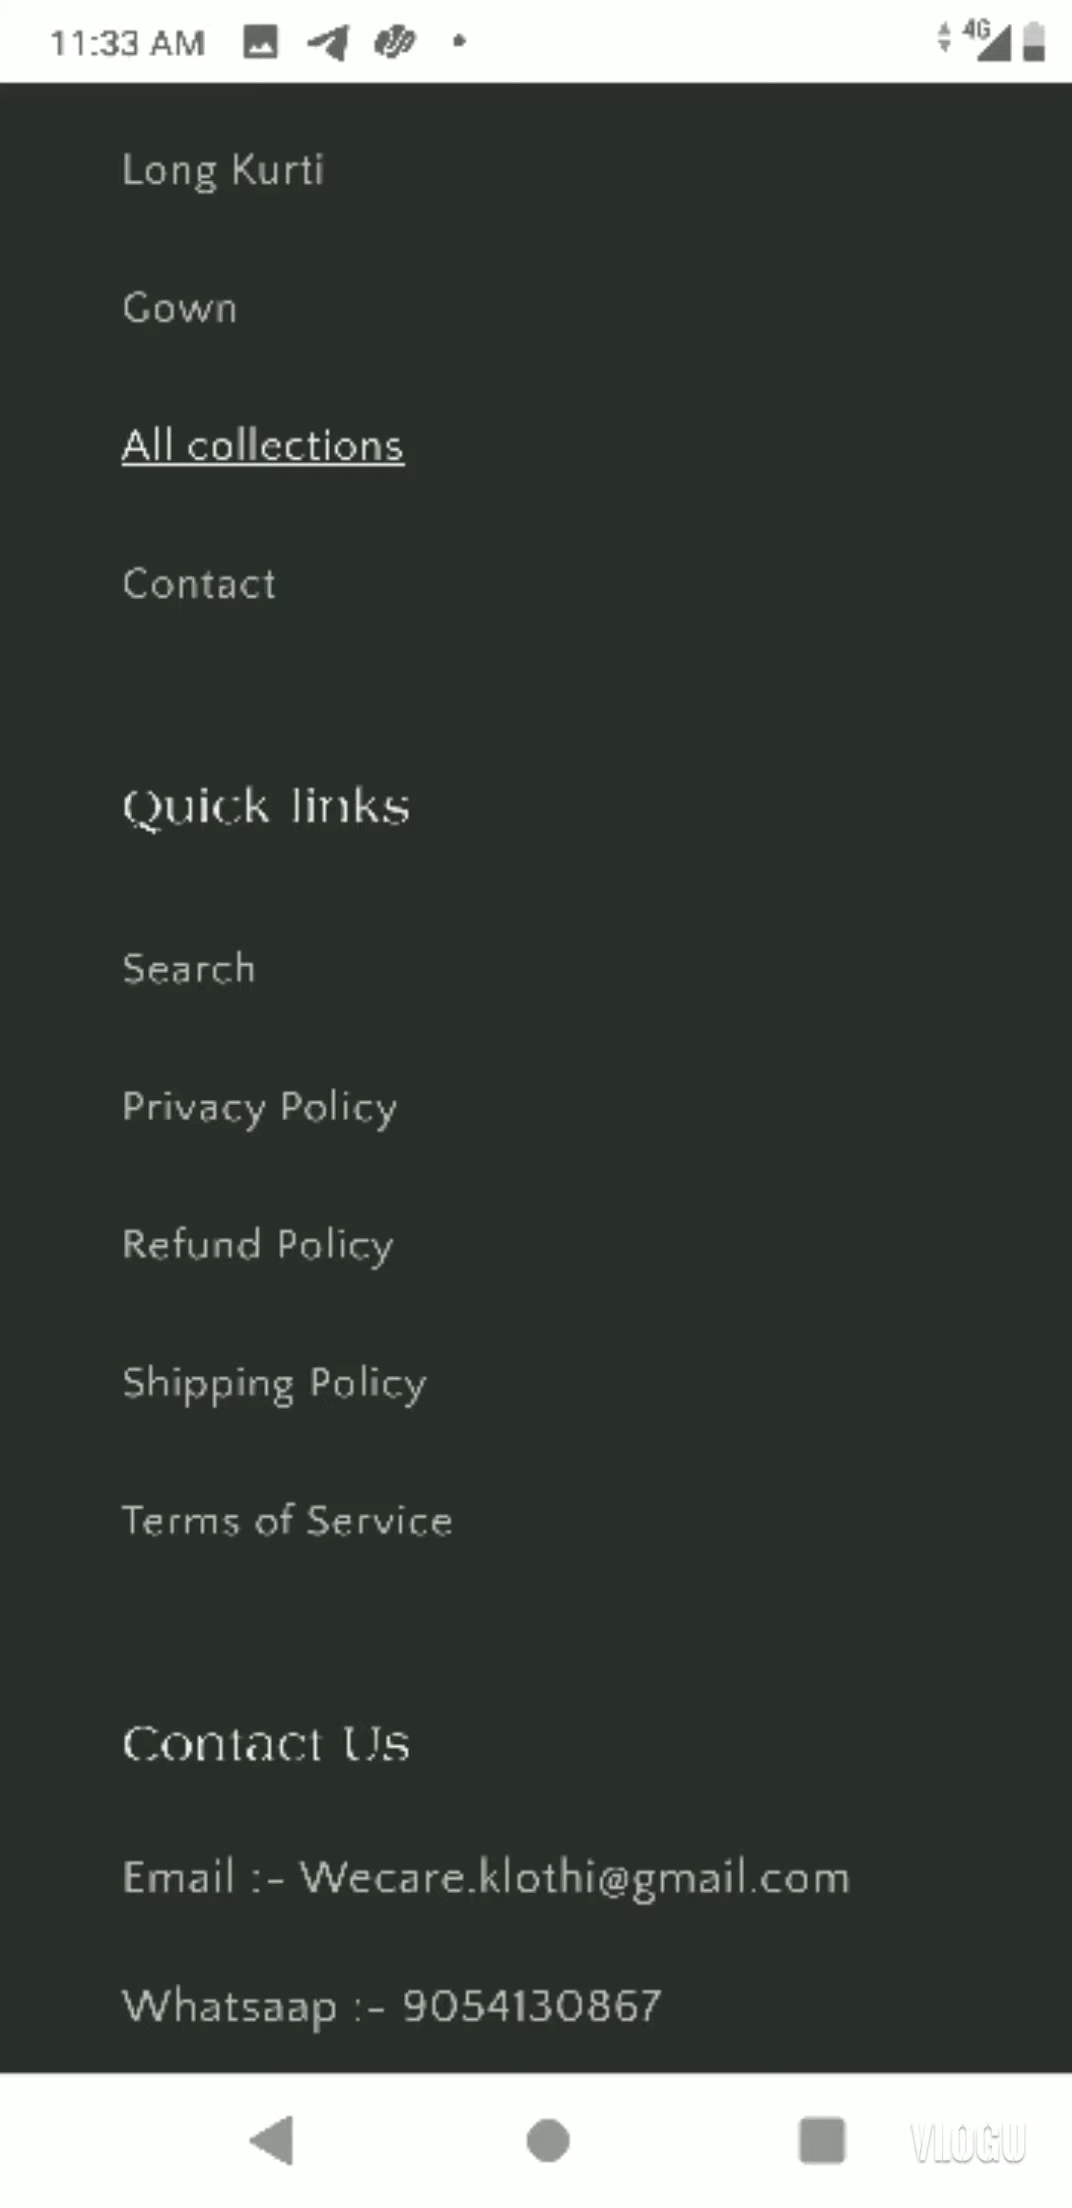 11:33 AM
4G
Long Kurti
Gown
All collections
Contact
Quick links
Search
Privacy Policy
Refund Policy
Shipping Policy
Terms of Service
Contact Us
Email :- Wecare.klothi@gmail.com
Whatsaap :- 9054130867
VLOGU